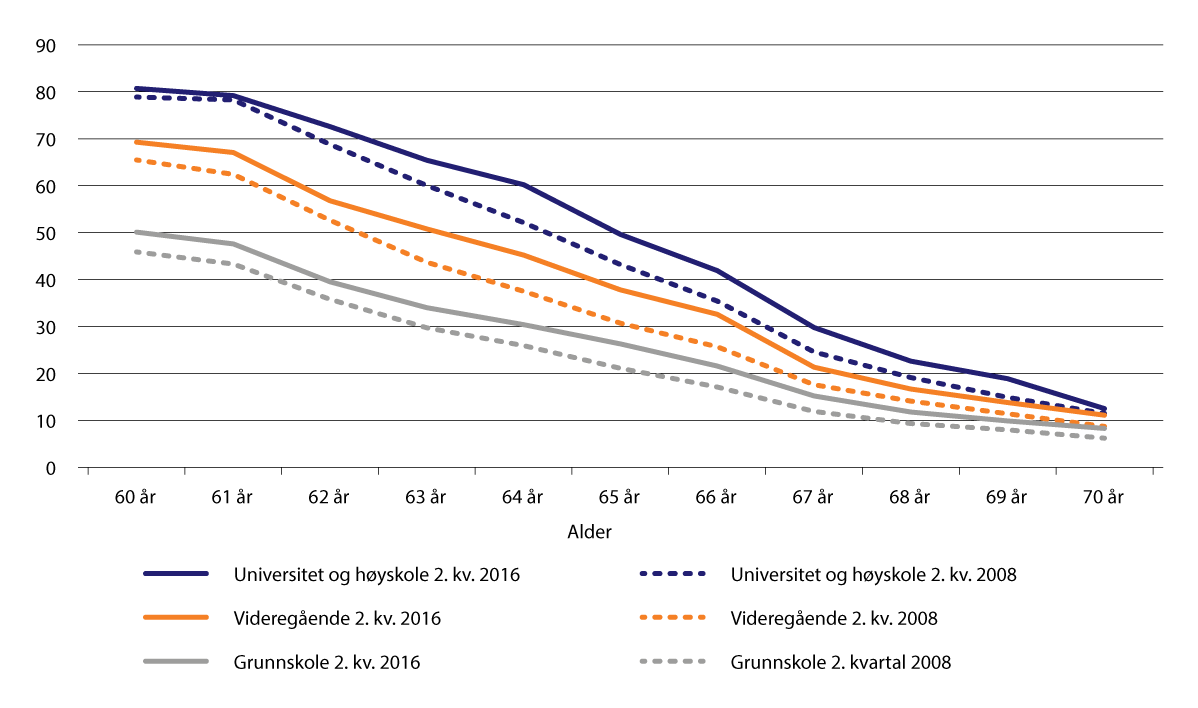 90
80
70
60
50
40
30
20
10
0
60 år 61 år 62 år 63 år 64 år 65 år 66 år 67 år 68 år 69 år 70 år
Alder
Universitet og høyskole 2. kv. 2016 Universitet og høyskole 2. kv. 2008
Videregående 2. kv. 2016 Videregående 2. kv. 2008
Grunnskole 2. kv. 2016 Grunnskole 2. kvartal 2008